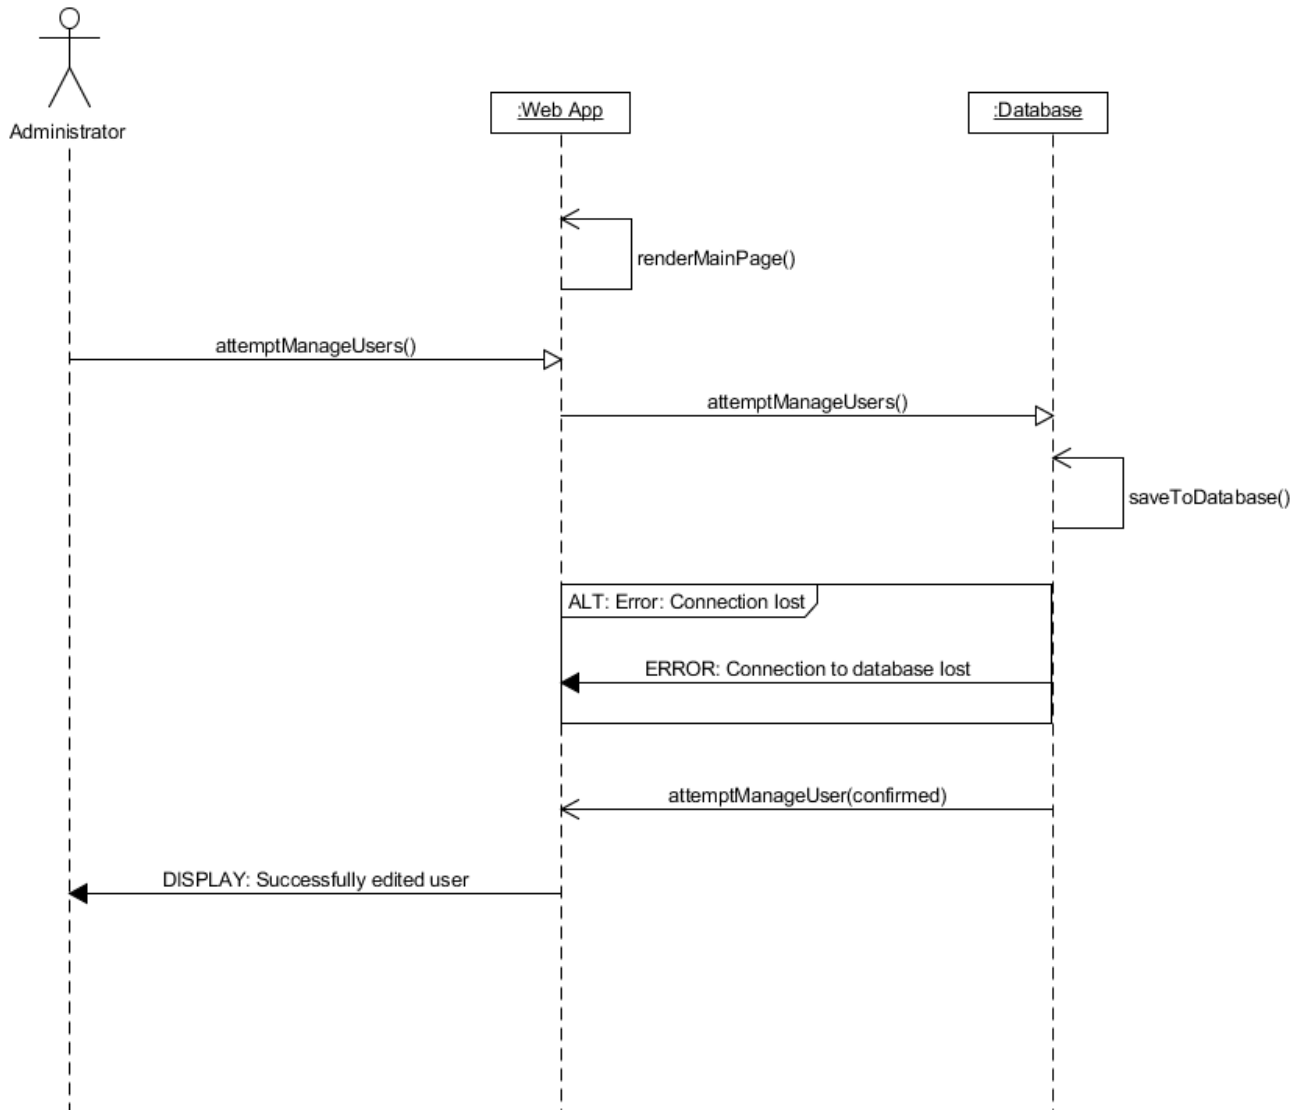 Administrator
:Web App
:Database
renderMainPage()
attemptManageUsers()
attemptManageUsers()
saveToDatabase()
ALT: Error: Connection lost
ERROR: Connection to database lost
attemptManageUser(confirmed)
DISPLAY: Successfully edited user